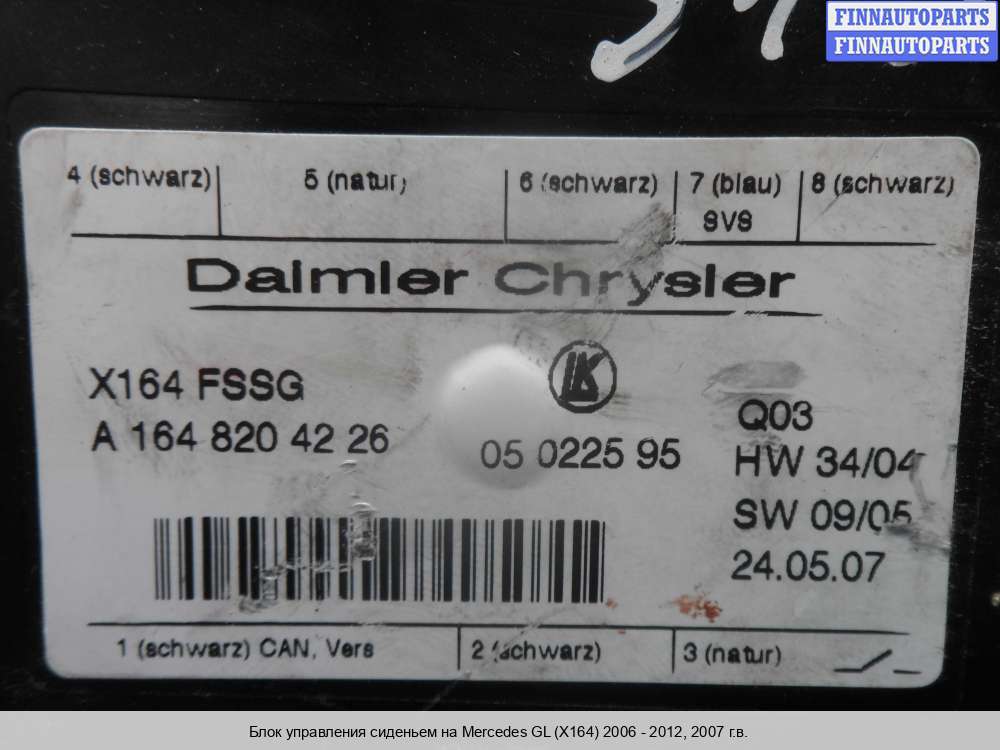 FINNAUTOPARTS
FINNAUTOPARTS
4 (schwarz) 5 (natur) 6 (schwarz) 7 (blau) 8 (schwarz)
SVS
Daimler Chrysler
X164 FSSG
A 164 820 42 26
05 0225 95
Q03
HW 34/04
SW 09/05
24.05.07
1 (schwarz) CAN, Vers 2 (schwarz) 3 (natur)
Блок управления сиденьем на Mercedes GL (X164) 2006 - 2012, 2007 г.в.